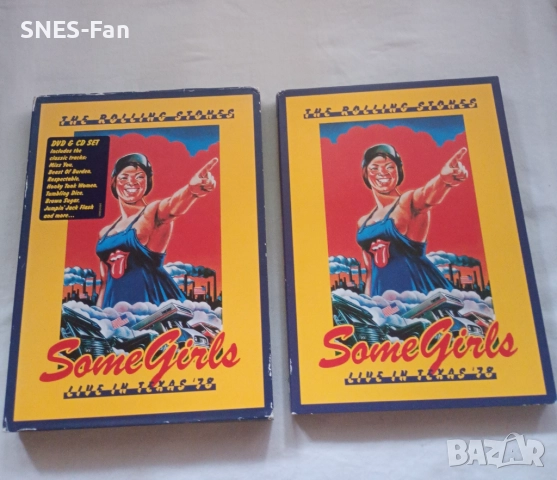 SNES-Fan
THE ROLLING STONES
DVD & CD SET
Includes the
classic tracks:
Miss You,
Beast Of Burden,
Respectable,
Honky Tonk Women,
Tumbling Dice,
Brown Sugar,
Jumpin' Jack Flash
and more...
Some Girls
LIVE IN TEXAS '78
THE ROLLING STONES
Some Girls
LIVE IN TEXAS '78
BAZAR